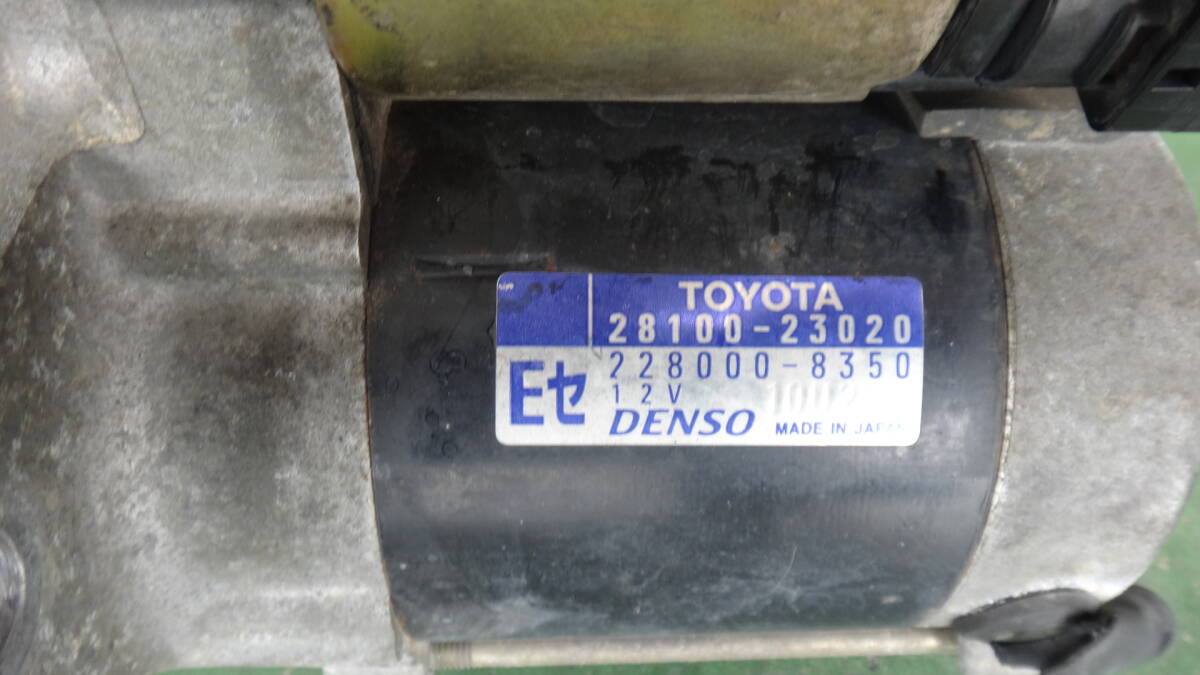 TOYOTA
28100-23020
228000-8350
Eセ
12V
DENSO MADE IN JAPAN